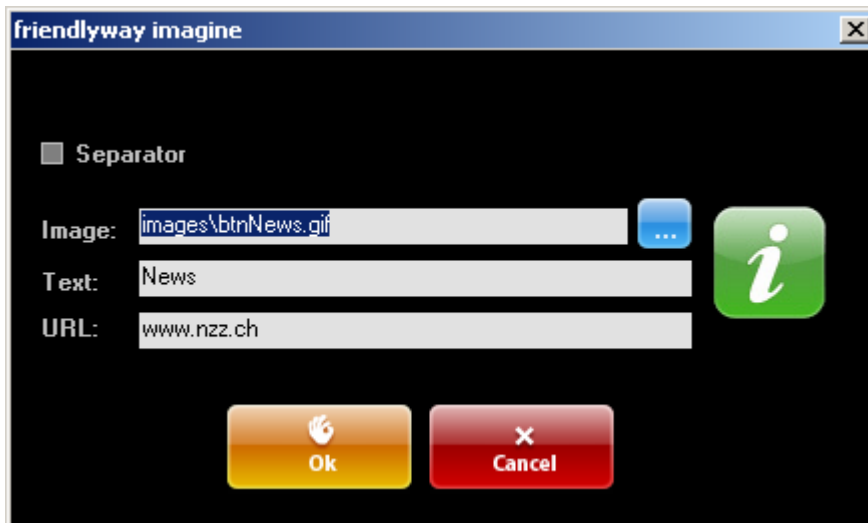 friendlyway imagine
Separator
Image: images\btnNews.gif ...
Text: News
URL: www.nzz.ch
Ok
Cancel